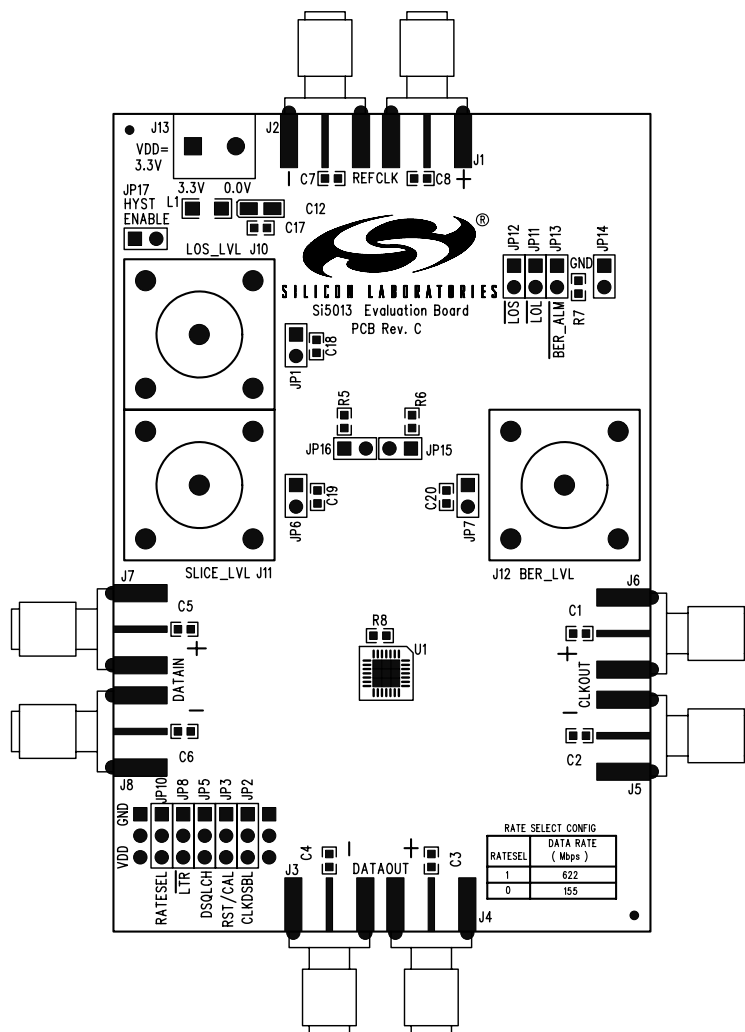 J13
J2
J1
VDD=
3.3V
3.3V 0.0V
C7 REFCLK C8
− +
JP17
HYST
ENABLE
L1
C12
C17
LOS_LVL J10
®
SILICON LABORATORIES
Si5013 Evaluation Board
PCB Rev. C
JP12
JP11
JP13
GND
JP14
LOS
LOL
BER_ALM
R7
JP1
C18
R5
R6
JP16
JP15
JP6
C19
C20
JP7
SLICE_LVL J11
J12 BER_LVL
J7
C5
+
DATAIN
−
C6
J8
R8
U1
J6
C1
+
CLKOUT
−
C2
J5
GND
VDD
JP10
JP8
JP5
JP3
JP2
RATESEL
LTR
DSQLCH
RST/CAL
CLKDSBL
C4
− +
C3
J3
DATAOUT
J4
RATE SELECT CONFIG
RATESEL DATA RATE
( Mbps )
1 622
0 155